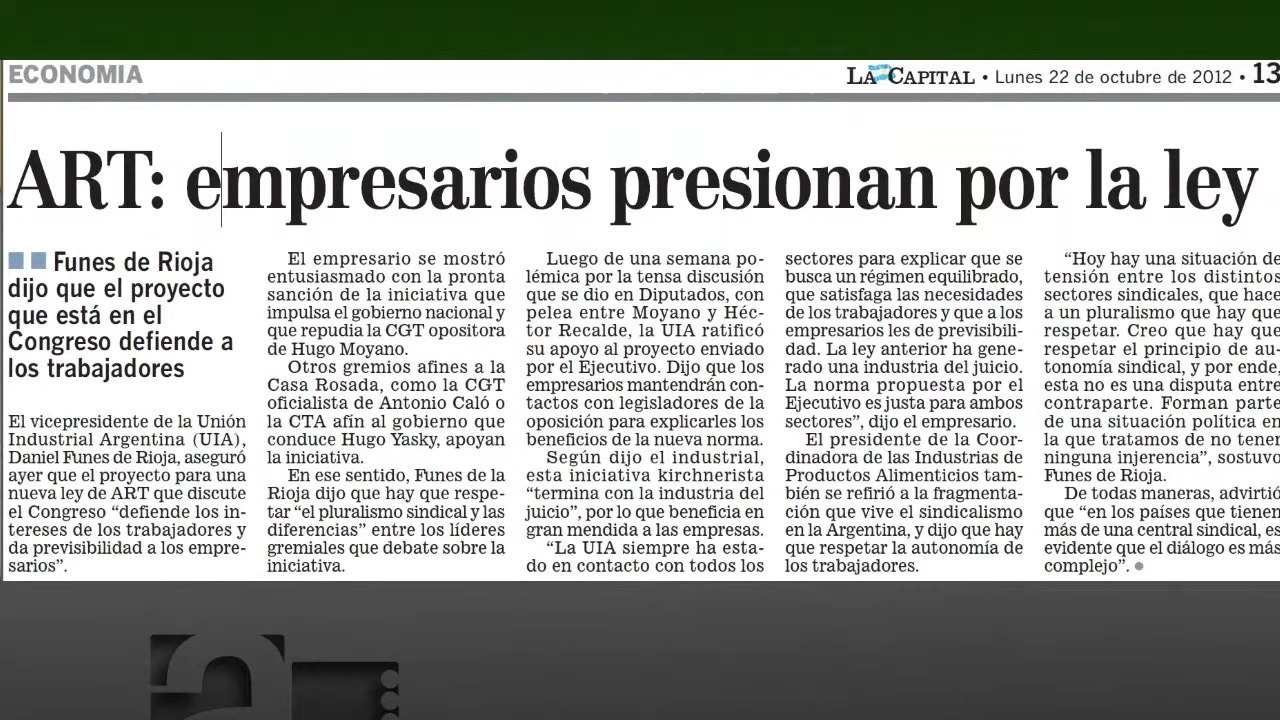 ECONOMIA
LA CAPITAL • Lunes 22 de octubre de 2012 • 13
ART: empresarios presionan por la ley
Funes de Rioja
dijo que el proyecto
que está en el
Congreso defiende a
los trabajadores
El vicepresidente de la Unión
Industrial Argentina (UIA),
Daniel Funes de Rioja, aseguró
ayer que el proyecto para una
nueva ley de ART que discute
el Congreso “defiende los in-
tereses de los trabajadores y
da previsibilidad a los empre-
sarios”.
El empresario se mostró
entusiasmado con la pronta
sanción de la iniciativa que
impulsa el gobierno nacional y
que repudia la CGT opositora
de Hugo Moyano.
Otros gremios afines a la
Casa Rosada, como la CGT
oficialista de Antonio Caló o
la CTA afín al gobierno que
conduce Hugo Yasky, apoyan
la iniciativa.
En ese sentido, Funes de la
Rioja dijo que hay que respe-
tar “el pluralismo sindical y las
diferencias” entre los líderes
gremiales que debate sobre la
iniciativa.
Luego de una semana po-
lémica por la tensa discusión
que se dio en Diputados, con
pelea entre Moyano y Héc-
tor Recalde, la UIA ratificó
su apoyo al proyecto enviado
por el Ejecutivo. Dijo que los
empresarios mantendrán con-
tactos con legisladores de la
oposición para explicarles los
beneficios de la nueva norma.
Según dijo el industrial,
esta iniciativa kirchnerista
“termina con la industria del
juicio”, por lo que beneficia en
gran mendida a las empresas.
“La UIA siempre ha esta-
do en contacto con todos los
sectores para explicar que se
busca un régimen equilibrado,
que satisfaga las necesidades
de los trabajadores y que a los
empresarios les de previsibili-
dad. La ley anterior ha gene-
rado una industria del juicio.
La norma propuesta por el
Ejecutivo es justa para ambos
sectores”, dijo el empresario.
El presidente de la Coor-
dinadora de las Industrias de
Productos Alimenticios tam-
bién se refirió a la fragmenta-
ción que vive el sindicalismo
en la Argentina, y dijo que hay
que respetar la autonomía de
los trabajadores.
“Hoy hay una situación de
tensión entre los distintos
sectores sindicales, que hace
a un pluralismo que hay que
respetar. Creo que hay que
respetar el principio de au-
tonomía sindical, y por ende,
esta no es una disputa entre
contraparte. Forman parte
de una situación política en
la que tratamos de no tener
ninguna injerencia”, sostuvo
Funes de Rioja.
De todas maneras, advirtió
que “en los países que tienen
más de una central sindical, es
evidente que el diálogo es más
complejo”.